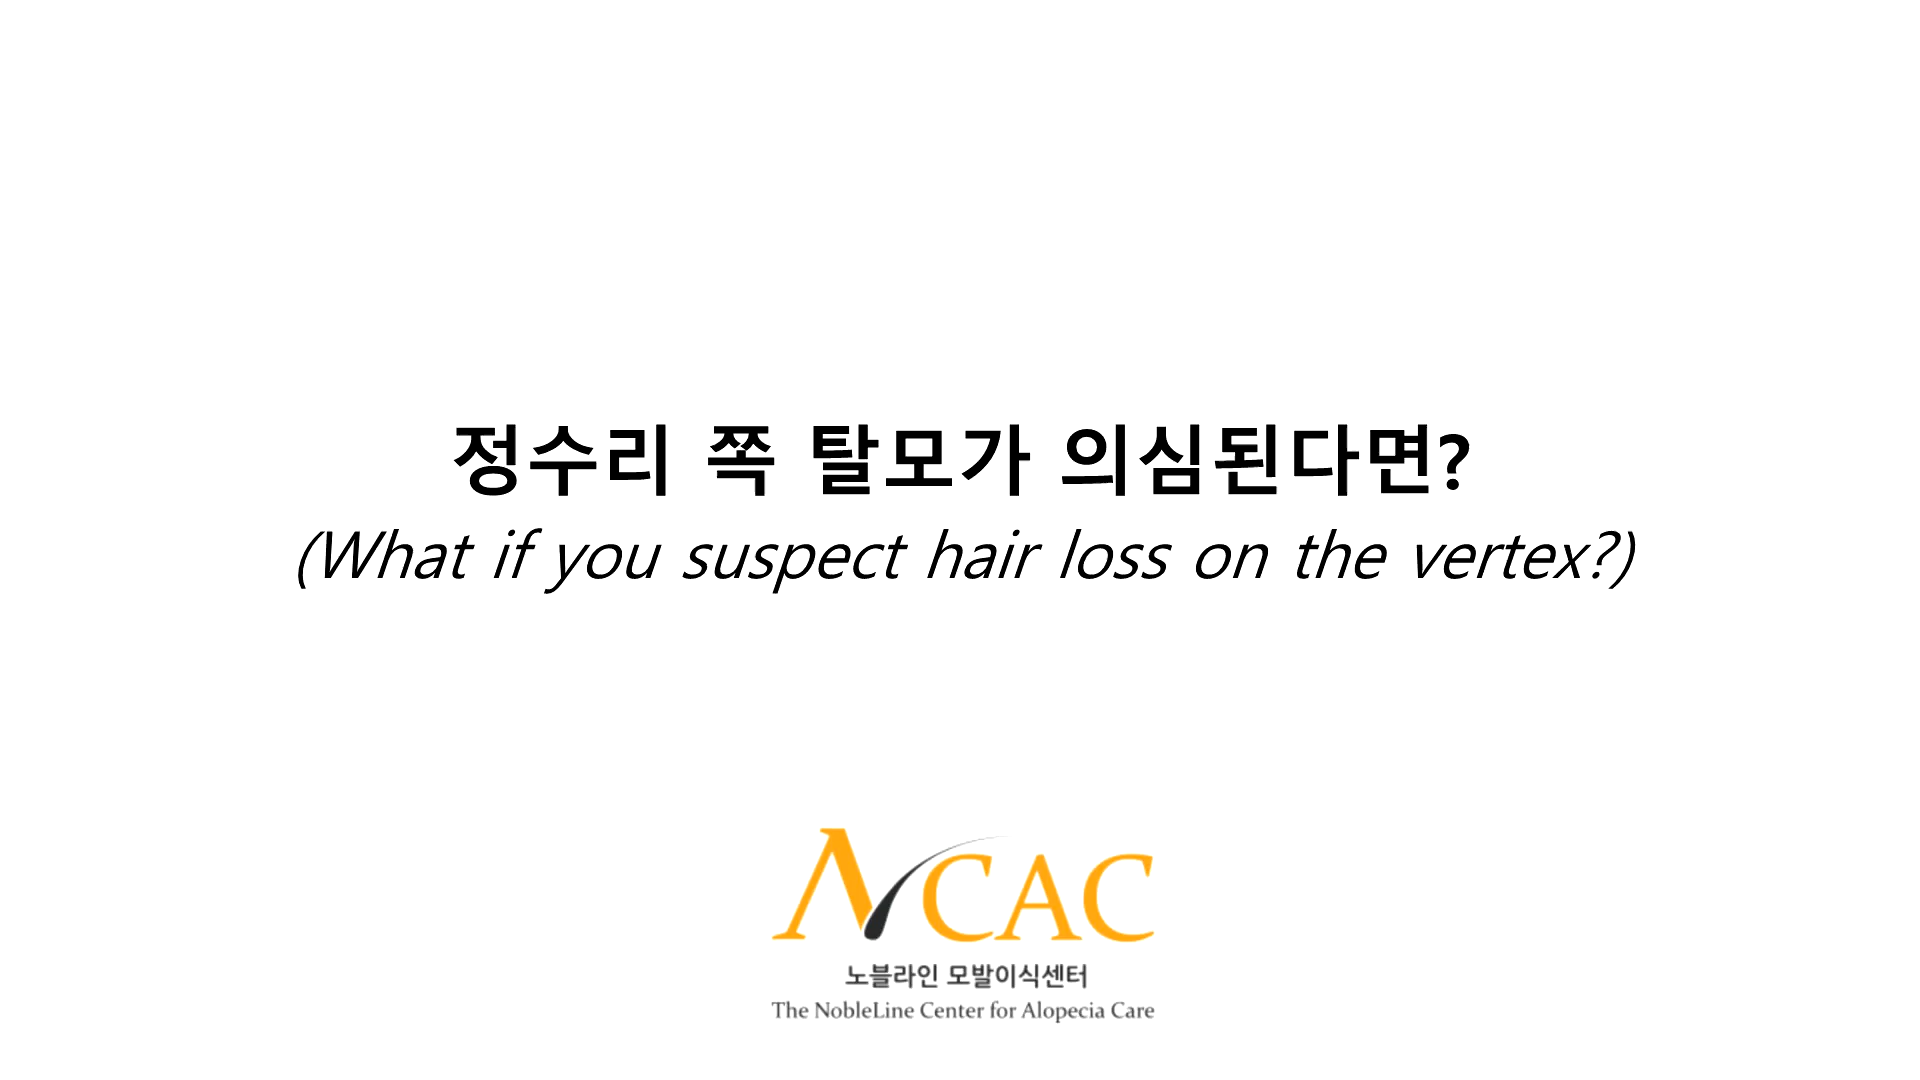 정수리 쪽 탈모가 의심된다면?
(What if you suspect hair loss on the vertex?)
NCAC
노블라인 모발이식센터
The NobleLine Center for Alopecia Care